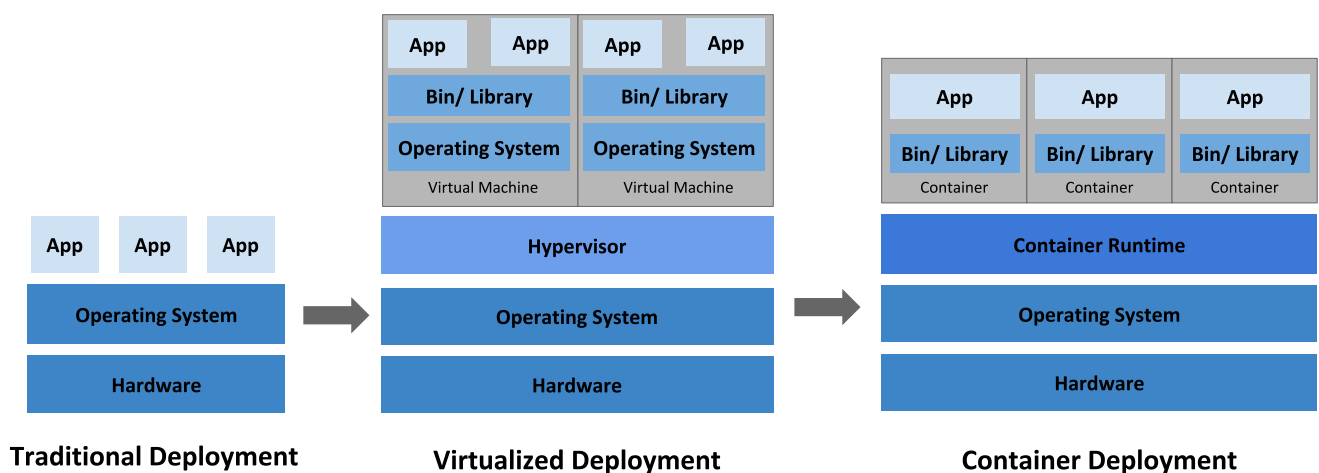 App App App
Operating System
Hardware
Traditional Deployment
App App App App
Bin/ Library Bin/ Library
Operating System Operating System
Virtual Machine Virtual Machine
Hypervisor
Operating System
Hardware
Virtualized Deployment
App App App
Bin/ Library Bin/ Library Bin/ Library
Container Container Container
Container Runtime
Operating System
Hardware
Container Deployment